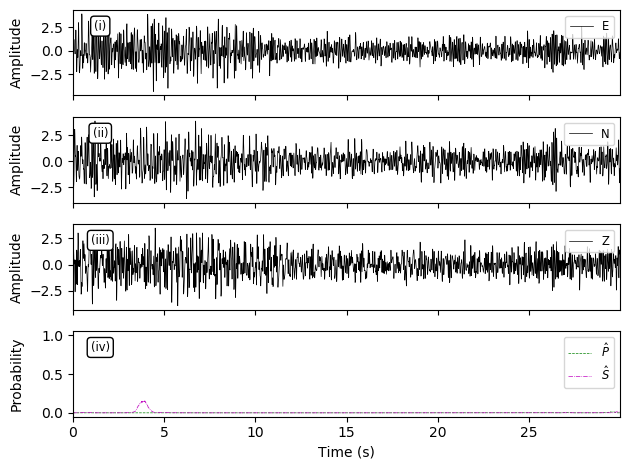 (i)
E
Amplitude
2.5
0.0
−2.5
(ii)
N
Amplitude
2.5
0.0
−2.5
(iii)
Z
Amplitude
2.5
0.0
−2.5
(iv)
P̂
Ŝ
Probability
1.0
0.5
0.0
0 5 10 15 20 25
Time (s)